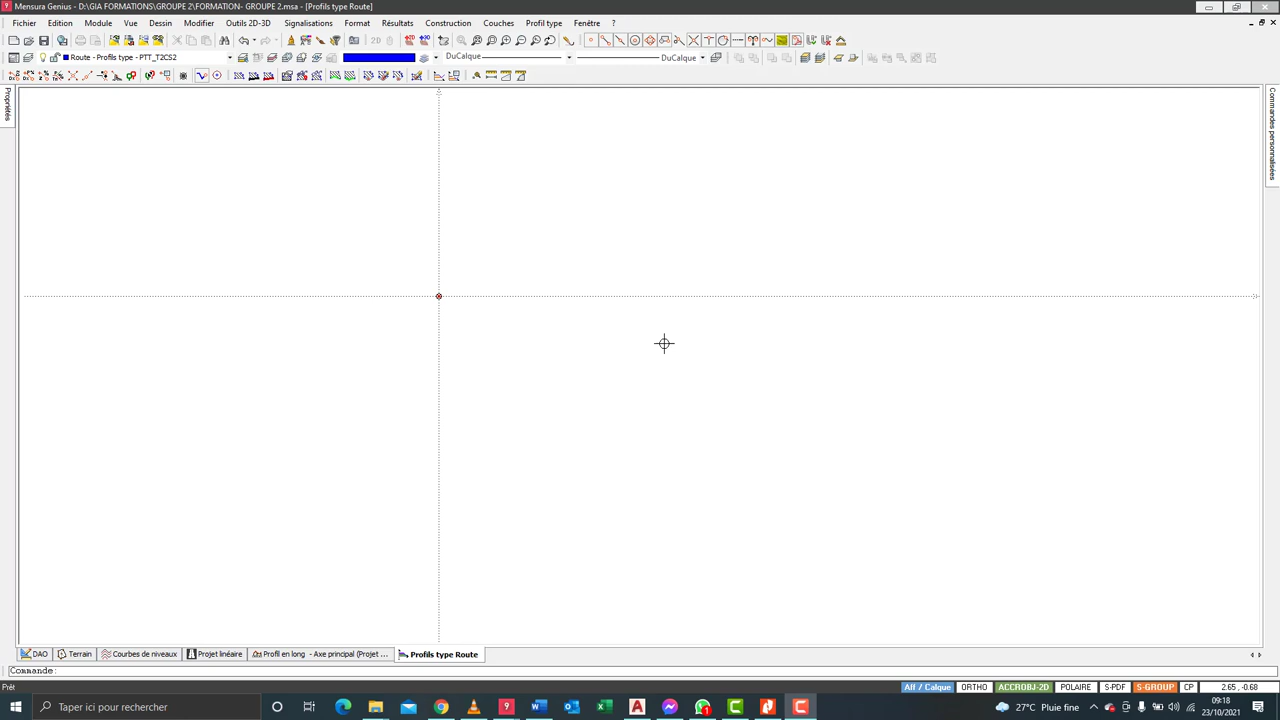 Mensura Genius - D:\GIA FORMATIONS\GROUPE 2\FORMATION- GROUPE 2.msa - [Profils type Route]
Fichier Edition Module Vue Dessin Modifier Outils 2D-3D Signalisations Format Résultats Construction Couches Profil type Fenêtre ?
Route - Profils type - PTT_T2CS2 DuCalque DuCalque
Propriétés
Commandes personnalisées
DAO Terrain Courbes de niveaux Projet linéaire Profil en long - Axe principal (Projet ... Profils type Route
Commande:
Prêt Aff / Calque ORTHO ACCROBJ-2D POLAIRE S-PDF S-GROUP CP 2.65 , -0.68
Taper ici pour rechercher 27°C Pluie fine 09:18
23/10/2021